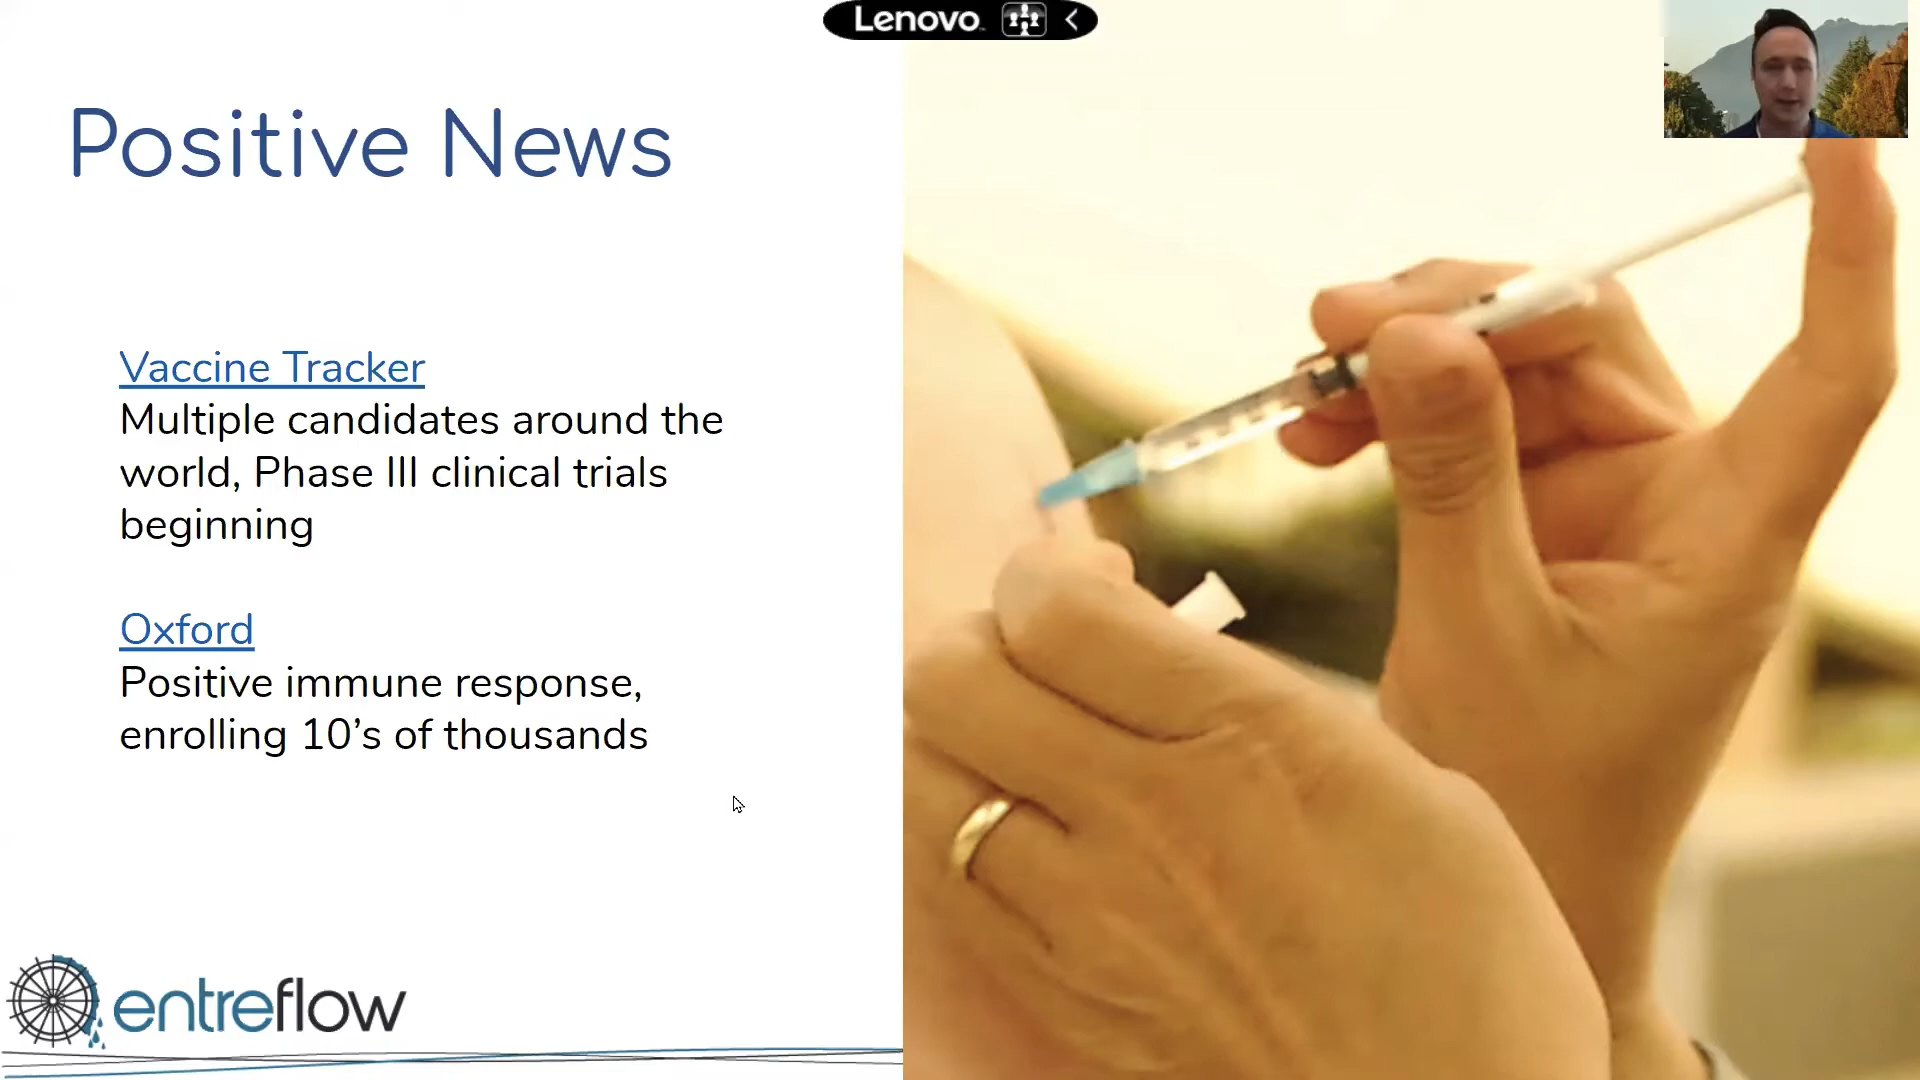 Lenovo
Positive News
Vaccine Tracker
Multiple candidates around the
world, Phase III clinical trials
beginning
Oxford
Positive immune response,
enrolling 10’s of thousands
entreflow